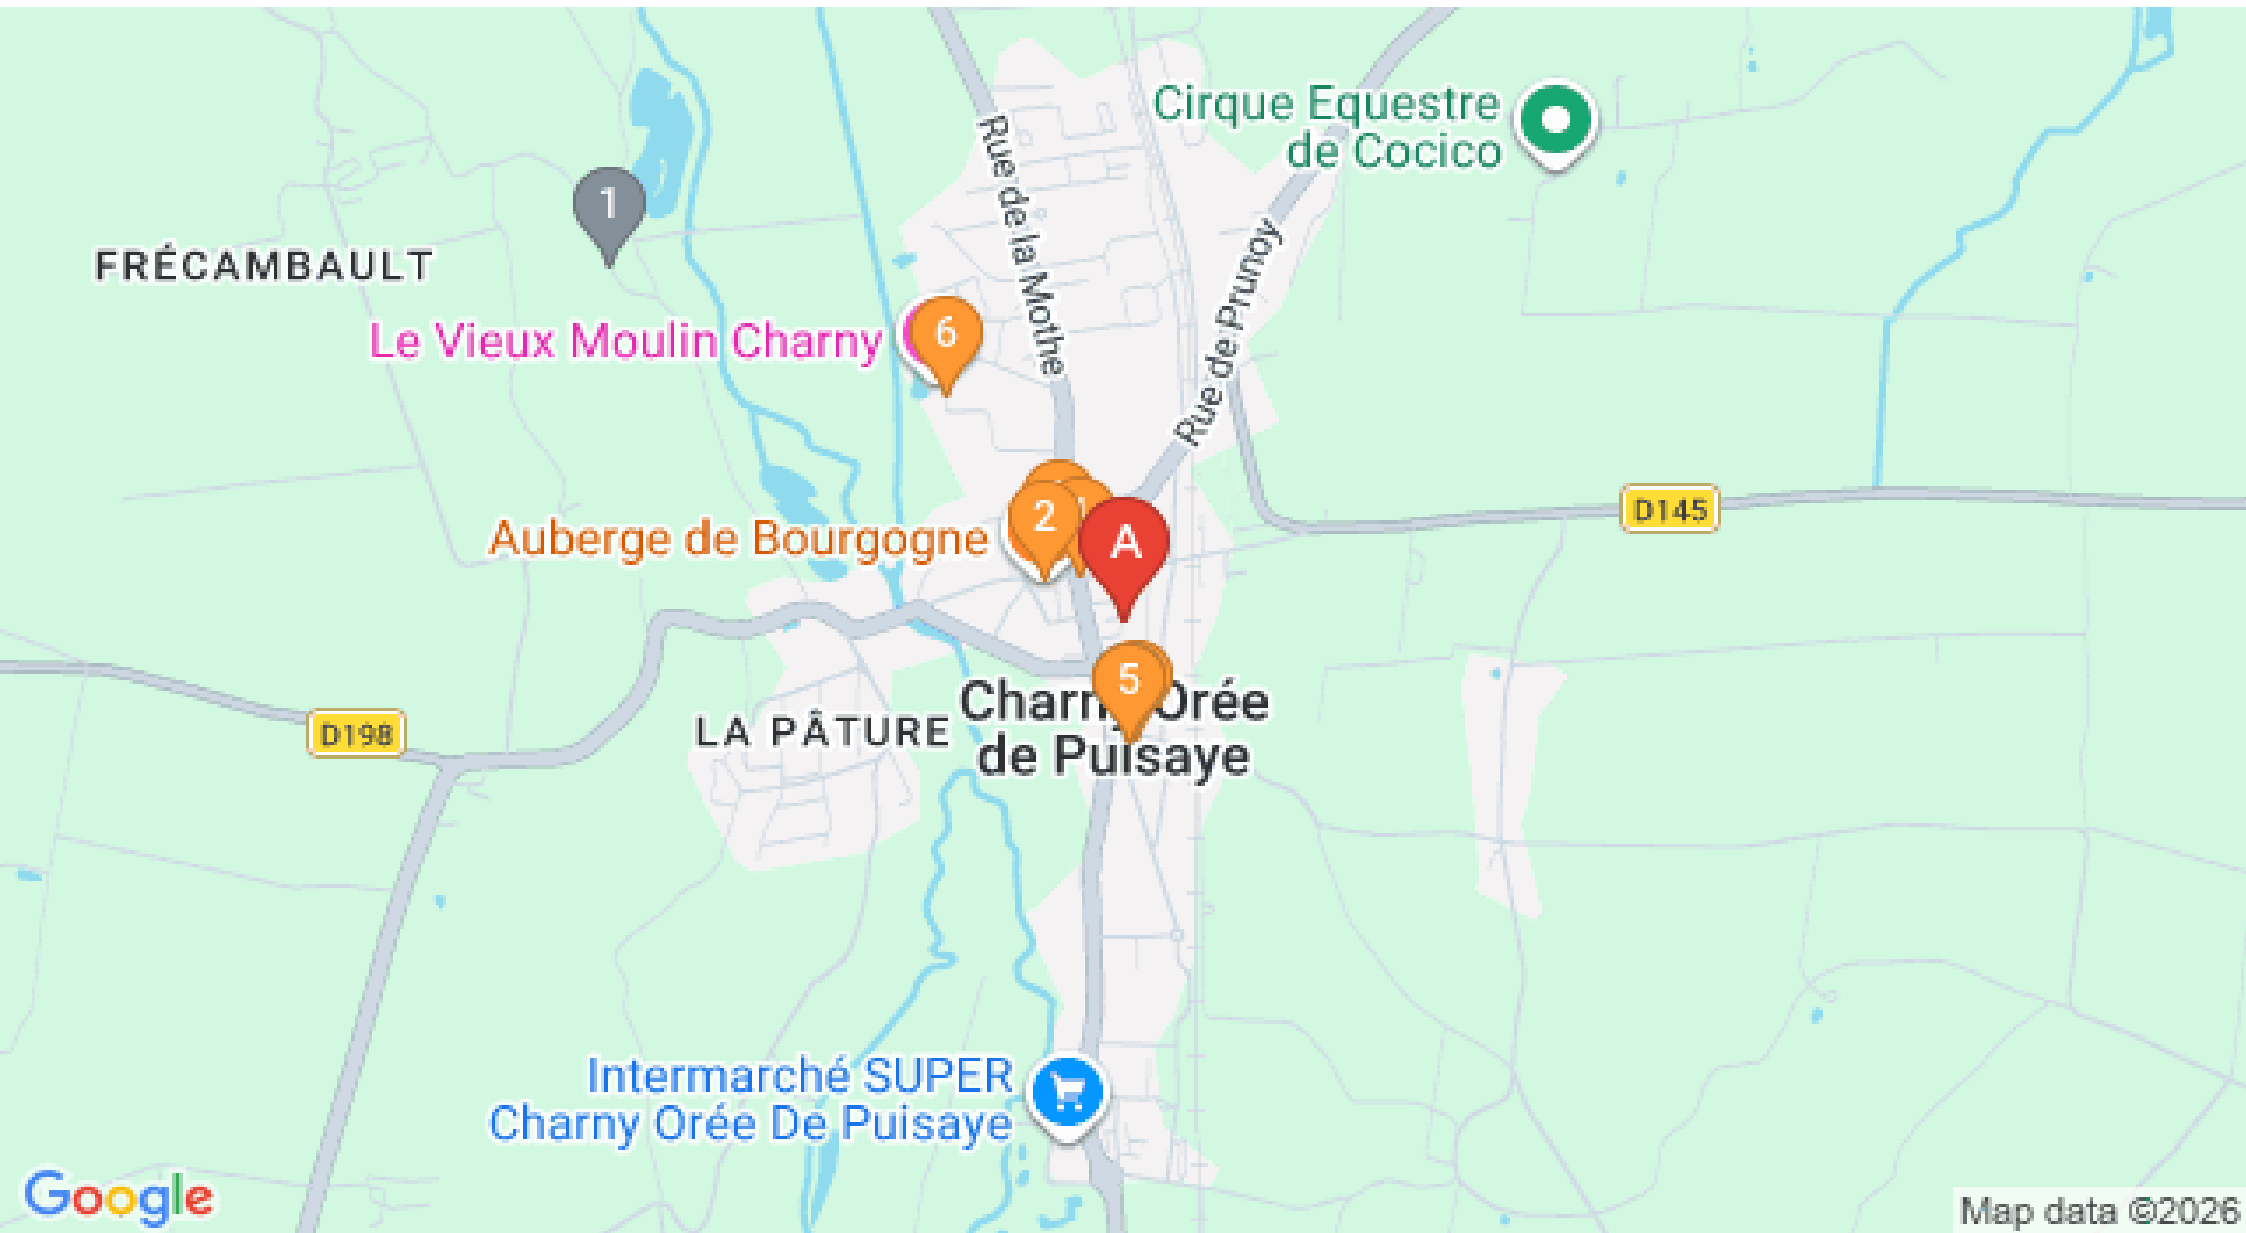 Cirque Equestre
de Cocico
Rue de la Mothe
1
Rue de Prunoy
FRÉCAMBAULT
Le Vieux Moulin Charny
6
D145
2
1
A
Auberge de Bourgogne
5
Charny Orée
de Puisaye
LA PÂTURE
D198
Intermarché SUPER
Charny Orée De Puisaye
Google
Map data ©2026